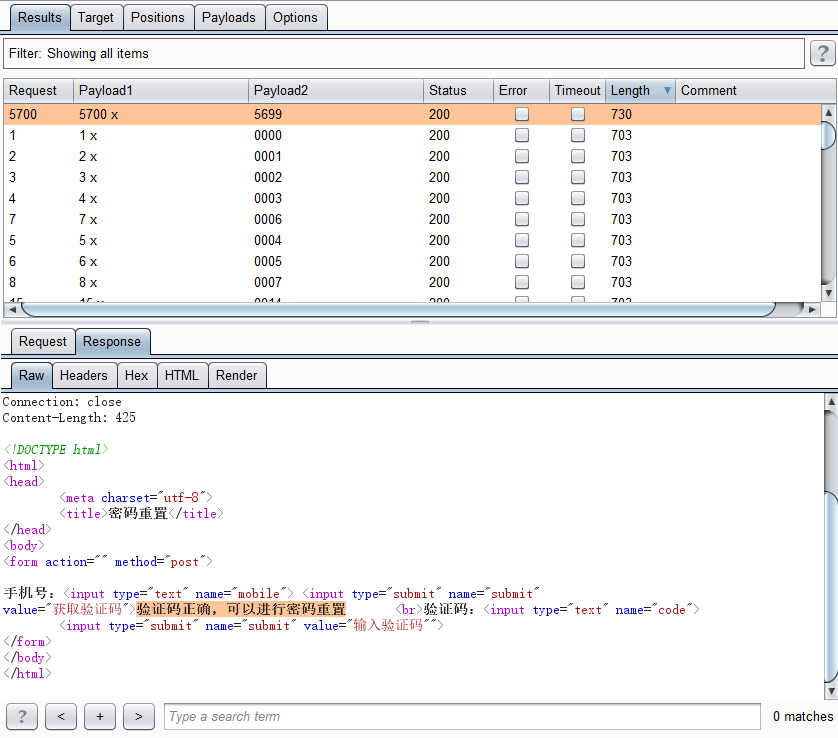 Results Target Positions Payloads Options
Filter: Showing all items ?
Request Payload1 Payload2 Status Error Timeout Length Comment
5700 5700 x 5699 200 730
1 1 x 0000 200 703
2 2 x 0001 200 703
3 3 x 0002 200 703
4 4 x 0003 200 703
7 7 x 0006 200 703
5 5 x 0004 200 703
6 6 x 0005 200 703
8 8 x 0007 200 703
15 15 x 0014 200 703
Request Response
Raw Headers Hex HTML Render
Connection: close
Content-Length: 425
<!DOCTYPE html>
<html>
<head>
<meta charset="utf-8">
<title>密码重置</title>
</head>
<body>
<form action="" method="post">
手机号：<input type="text" name="mobile"> <input type="submit" name="submit"
value="获取验证码">验证码正确，可以进行密码重置 <br>验证码：<input type="text" name="code">
<input type="submit" name="submit" value="输入验证码"">
</form>
</body>
</html>
? < + > Type a search term 0 matches